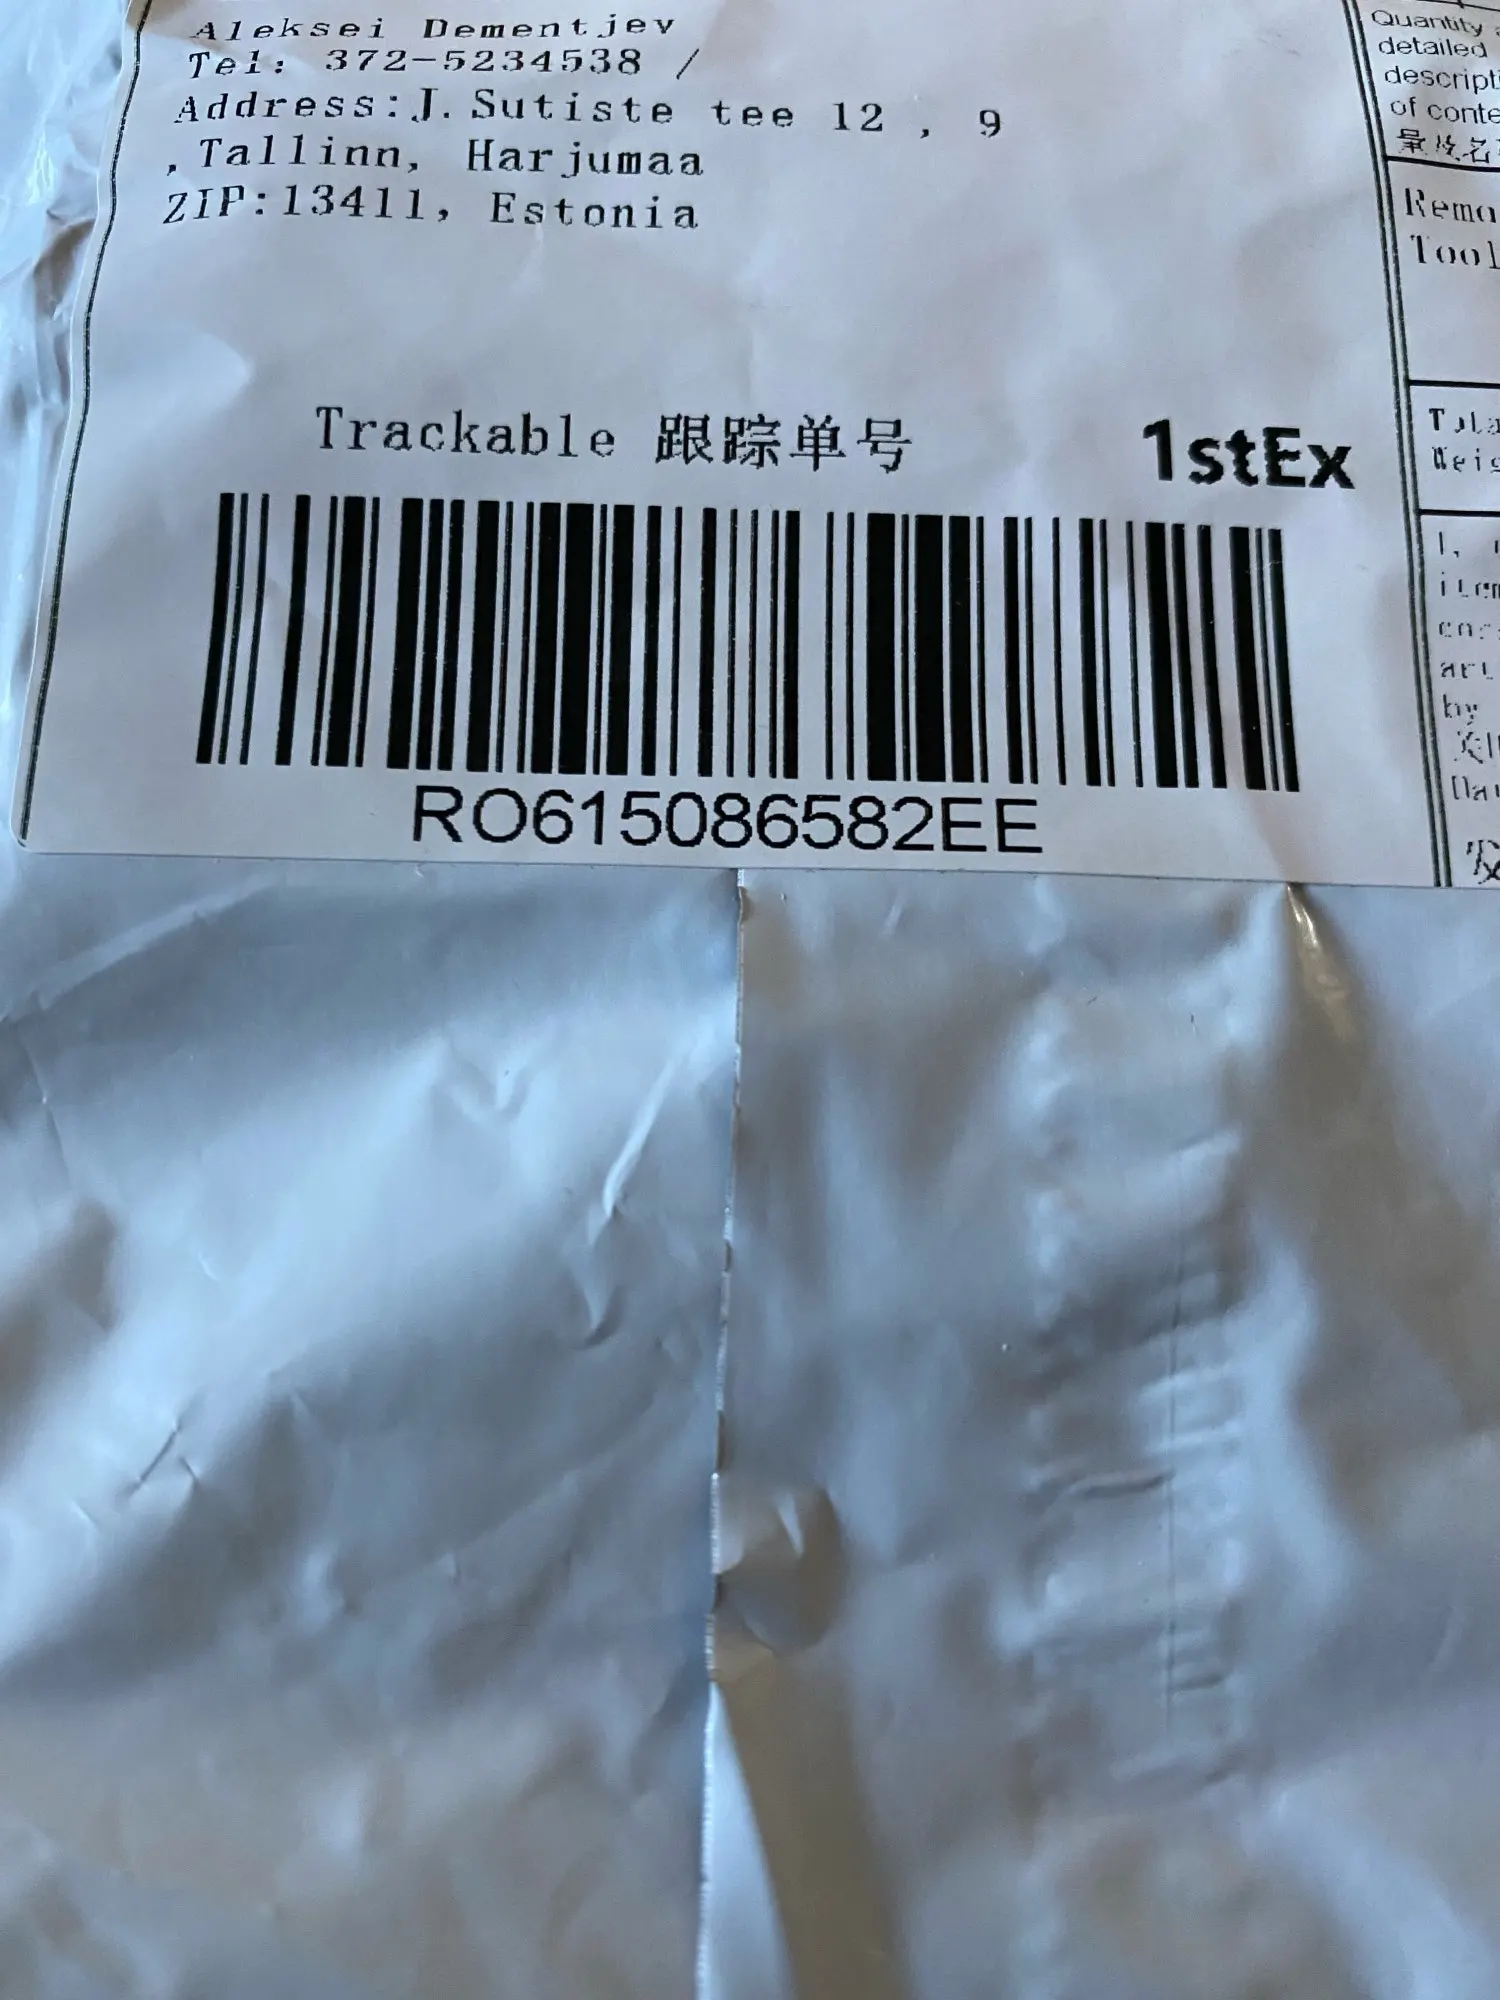 Aleksei Dementjev
Tel: 372-5234538 /
Address:J.Sutiste tee 12 , 9
,Tallinn, Harjumaa
ZIP:13411, Estonia
Trackable 跟踪单号
1stEx
RO615086582EE
Quantity
detailed
of